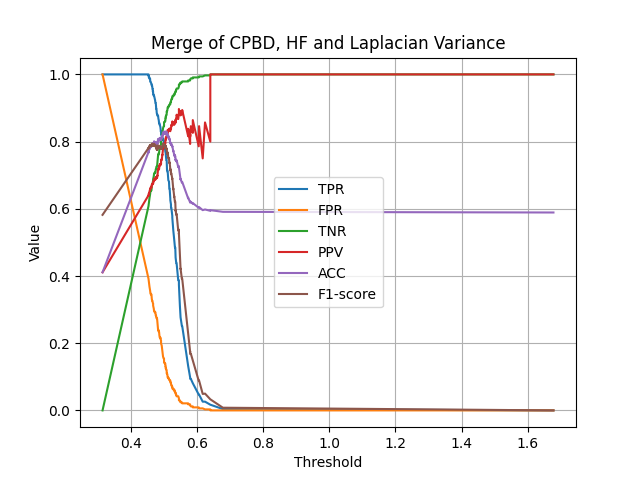 Merge of CPBD, HF and Laplacian Variance
Value
1.0
0.8
0.6
0.4
0.2
0.0
TPR
FPR
TNR
PPV
ACC
F1-score
0.4 0.6 0.8 1.0 1.2 1.4 1.6
Threshold